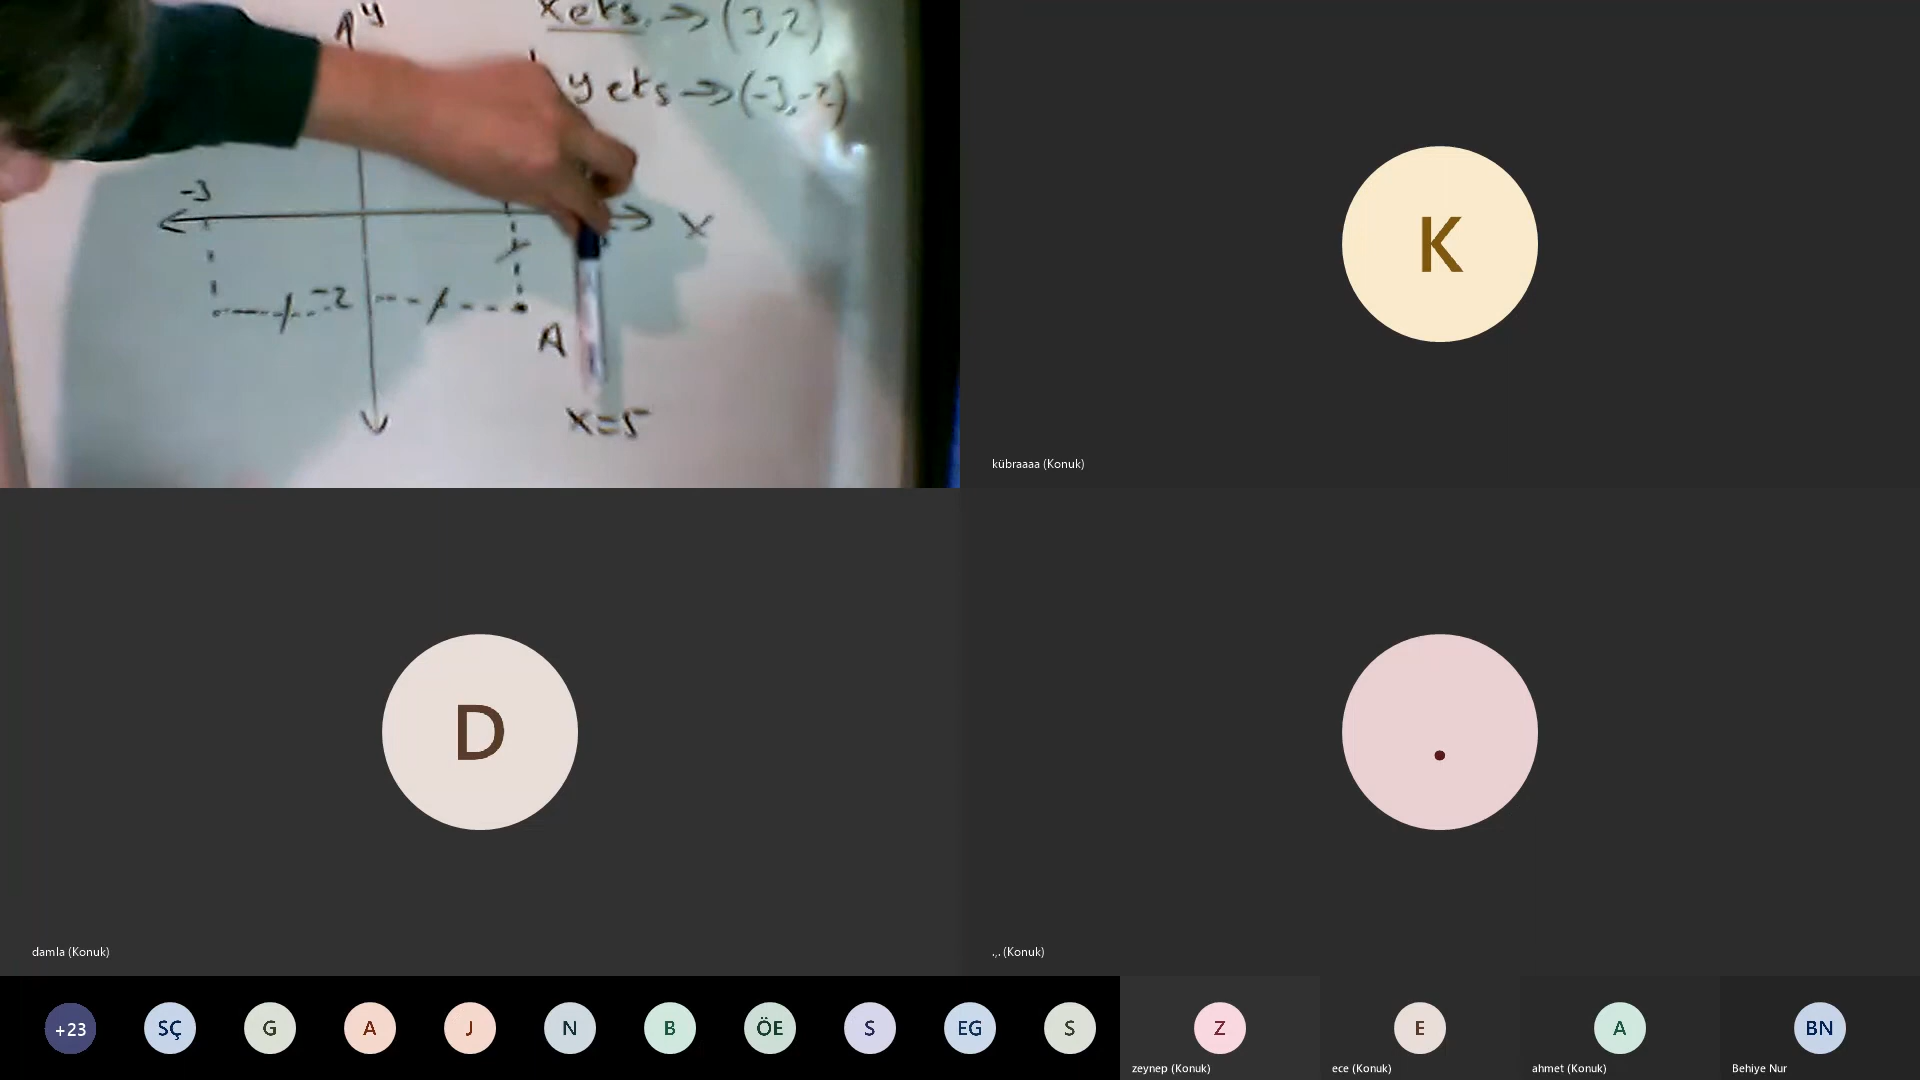 y
x eks. → (3,2)
y eks → (-3,-2)
-3
x
-2
A
x=5
K
kübraaaa (Konuk)
D
damla (Konuk)
.
.,. (Konuk)
+23
SÇ
G
A
J
N
B
ÖE
S
EG
S
Z
zeynep (Konuk)
E
ece (Konuk)
A
ahmet (Konuk)
BN
Behiye Nur